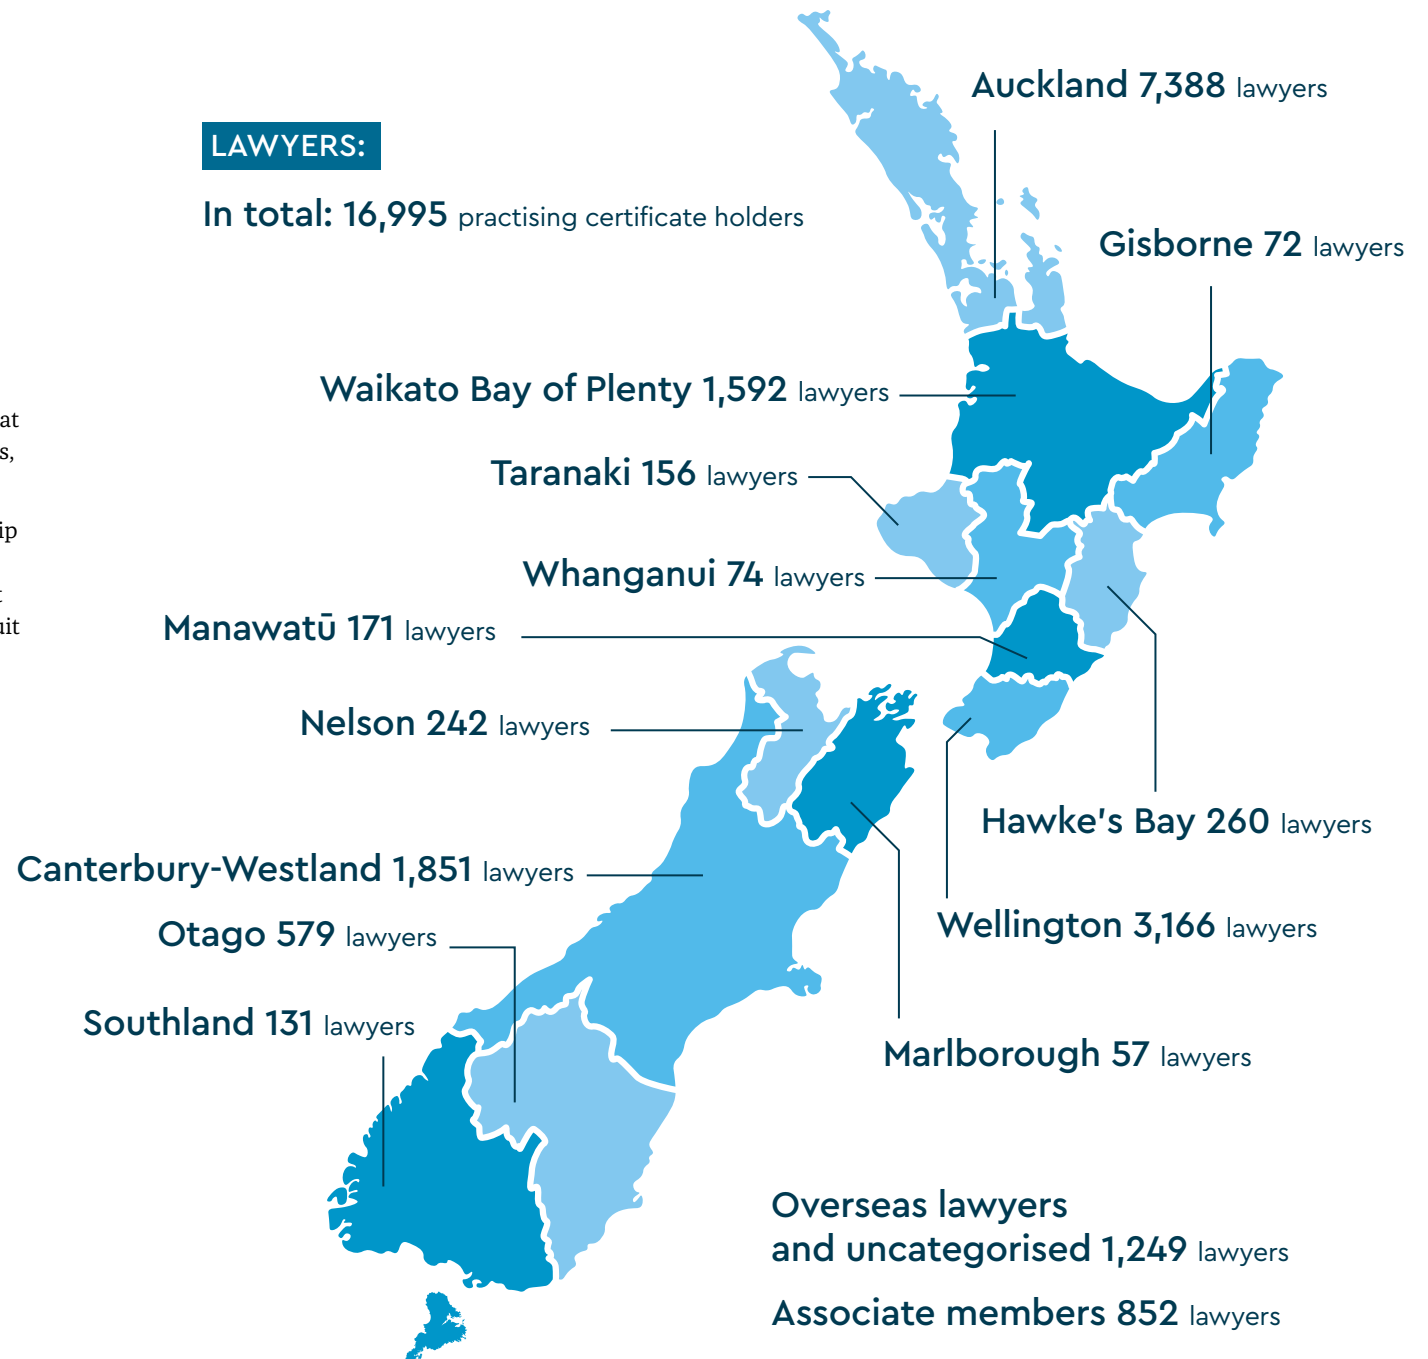 LAWYERS:
In total: 16,995 practising certificate holders
Auckland 7,388 lawyers
Gisborne 72 lawyers
Waikato Bay of Plenty 1,592 lawyers
at
s,
Taranaki 156 lawyers
ip
Whanganui 74 lawyers
t
uit
Manawatū 171 lawyers
Nelson 242 lawyers
Hawke's Bay 260 lawyers
Canterbury-Westland 1,851 lawyers
Wellington 3,166 lawyers
Otago 579 lawyers
Southland 131 lawyers
Marlborough 57 lawyers
Overseas lawyers
and uncategorised 1,249 lawyers
Associate members 852 lawyers